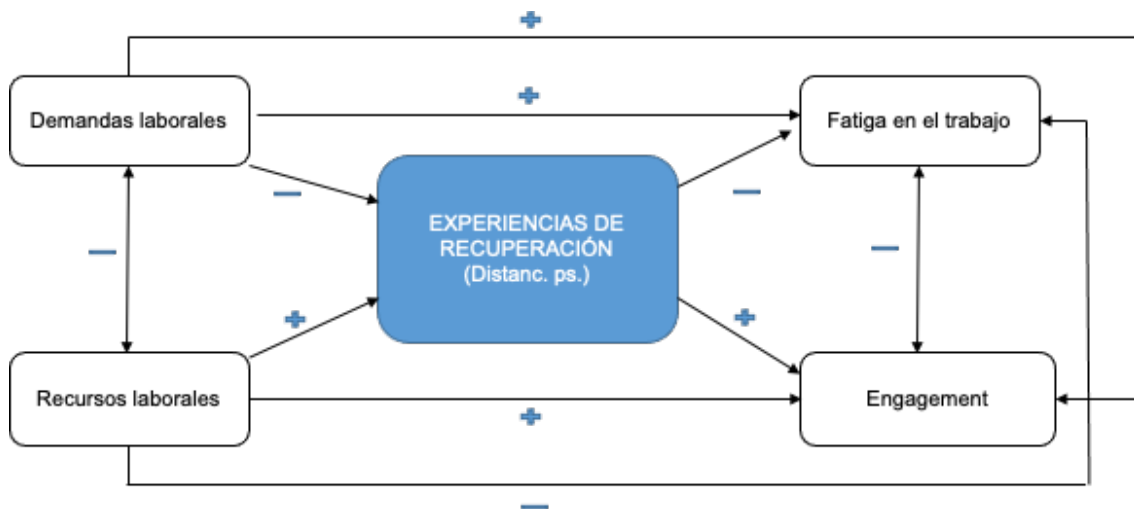 Demandas laborales
Fatiga en el trabajo
EXPERIENCIAS DE
RECUPERACIÓN
(Distanc. ps.)
Recursos laborales
Engagement